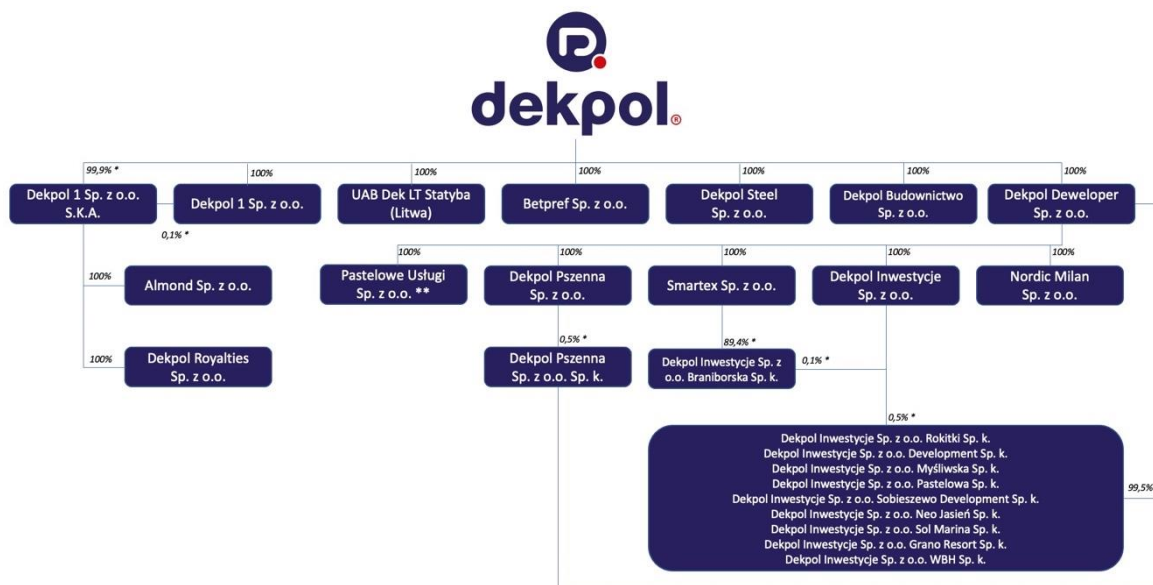 dekpol®
99,9% *
100%
100%
100%
100%
100%
100%
Dekpol 1 Sp. z o.o.
S.K.A.
Dekpol 1 Sp. z o.o.
UAB Dek LT Statyba
(Litwa)
Betpref Sp. z o.o.
Dekpol Steel
Sp. z o.o.
Dekpol Budownictwo
Sp. z o.o.
Dekpol Deweloper
Sp. z o.o.
0,1% *
100%
100%
100%
100%
100%
100%
Almond Sp. z o.o.
Pastelowe Usługi
Sp. z o.o. **
Dekpol Pszenna
Sp. z o.o.
Smartex Sp. z o.o.
Dekpol Inwestycje
Sp. z o.o.
Nordic Milan
Sp. z o.o.
100%
Dekpol Royalties
Sp. z o.o.
0,5% *
Dekpol Pszenna
Sp. z o.o. Sp. k.
89,4% *
Dekpol Inwestycje Sp. z
o.o. Braniborska Sp. k.
0,1% *
0,5% *
Dekpol Inwestycje Sp. z o.o. Rokitki Sp. k.
Dekpol Inwestycje Sp. z o.o. Development Sp. k.
Dekpol Inwestycje Sp. z o.o. Myśliwska Sp. k.
Dekpol Inwestycje Sp. z o.o. Pastelowa Sp. k.
Dekpol Inwestycje Sp. z o.o. Sobieszewo Development Sp. k.
Dekpol Inwestycje Sp. z o.o. Neo Jasień Sp. k.
Dekpol Inwestycje Sp. z o.o. Sol Marina Sp. k.
Dekpol Inwestycje Sp. z o.o. Grano Resort Sp. k.
Dekpol Inwestycje Sp. z o.o. WBH Sp. k.
99,5%